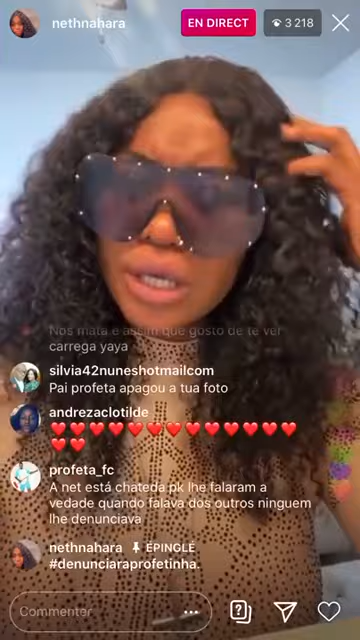 nethnahara
EN DIRECT
3 218
Nos mata é assim que gosto de te ver
carrega yaya
silvia42nuneshotmailcom
Pai profeta apagou a tua foto
andrezaclotilde
❤️❤️❤️❤️❤️❤️❤️❤️❤️❤️❤️❤️❤️
❤️❤️
profeta_fc
A net está chateda pk lhe falaram a
vedade quando falava dos outros ninguem
lhe denunciava
nethnahara ÉPINGLÉ
#denunciaraprofetinha.
Commenter